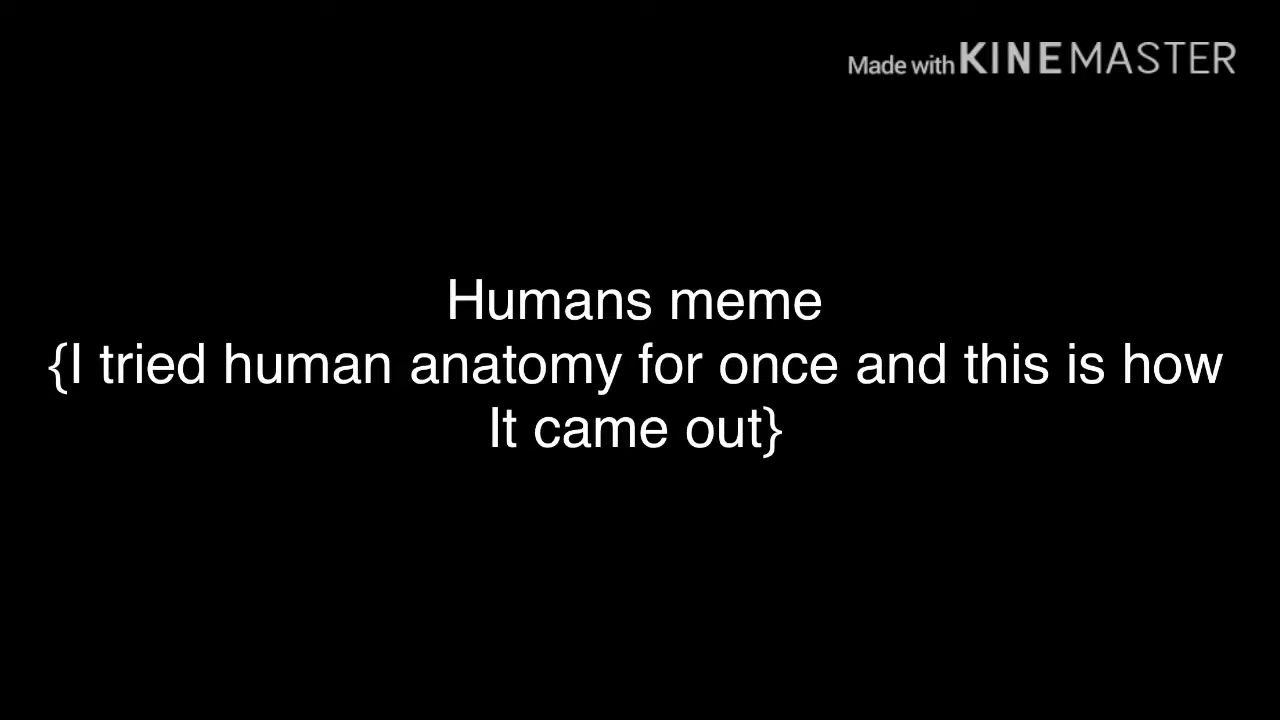 Made with KINEMASTER
Humans meme
{I tried human anatomy for once and this is how
It came out}